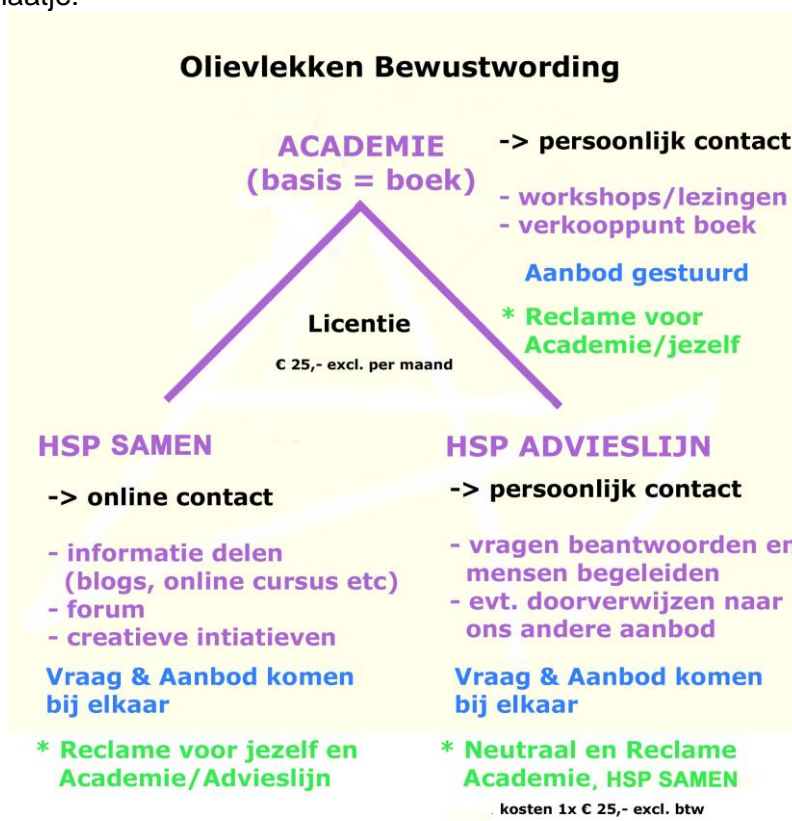 Olievlekken Bewustwording
ACADEMIE
(basis = boek)
-> persoonlijk contact
- workshops/lezingen
- verkooppunt boek
Aanbod gestuurd
* Reclame voor
Academie/jezelf
Licentie
€ 25,- excl. per maand
HSP SAMEN
-> online contact
- informatie delen
(blogs, online cursus etc)
- forum
- creatieve intiatieven
Vraag & Aanbod komen
bij elkaar
* Reclame voor jezelf en
Academie/Advieslijn
HSP ADVIESLIJN
-> persoonlijk contact
- vragen beantwoorden en
mensen begeleiden
- evt. doorverwijzen naar
ons andere aanbod
Vraag & Aanbod komen
bij elkaar
* Neutraal en Reclame
Academie, HSP SAMEN
kosten 1x € 25,- excl. btw